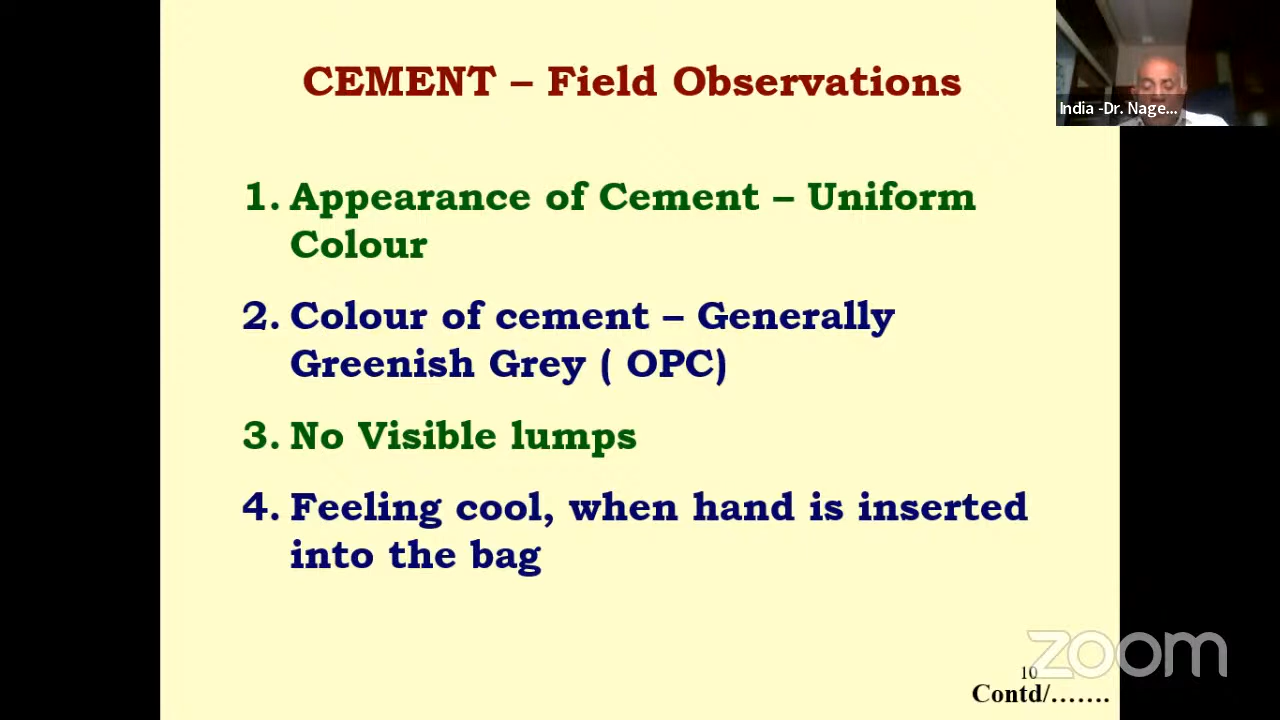 CEMENT – Field Observations
India -Dr. Nage...
1. Appearance of Cement – Uniform
Colour
2. Colour of cement – Generally
Greenish Grey ( OPC)
3. No Visible lumps
4. Feeling cool, when hand is inserted
into the bag
zoom
10
Contd/.......